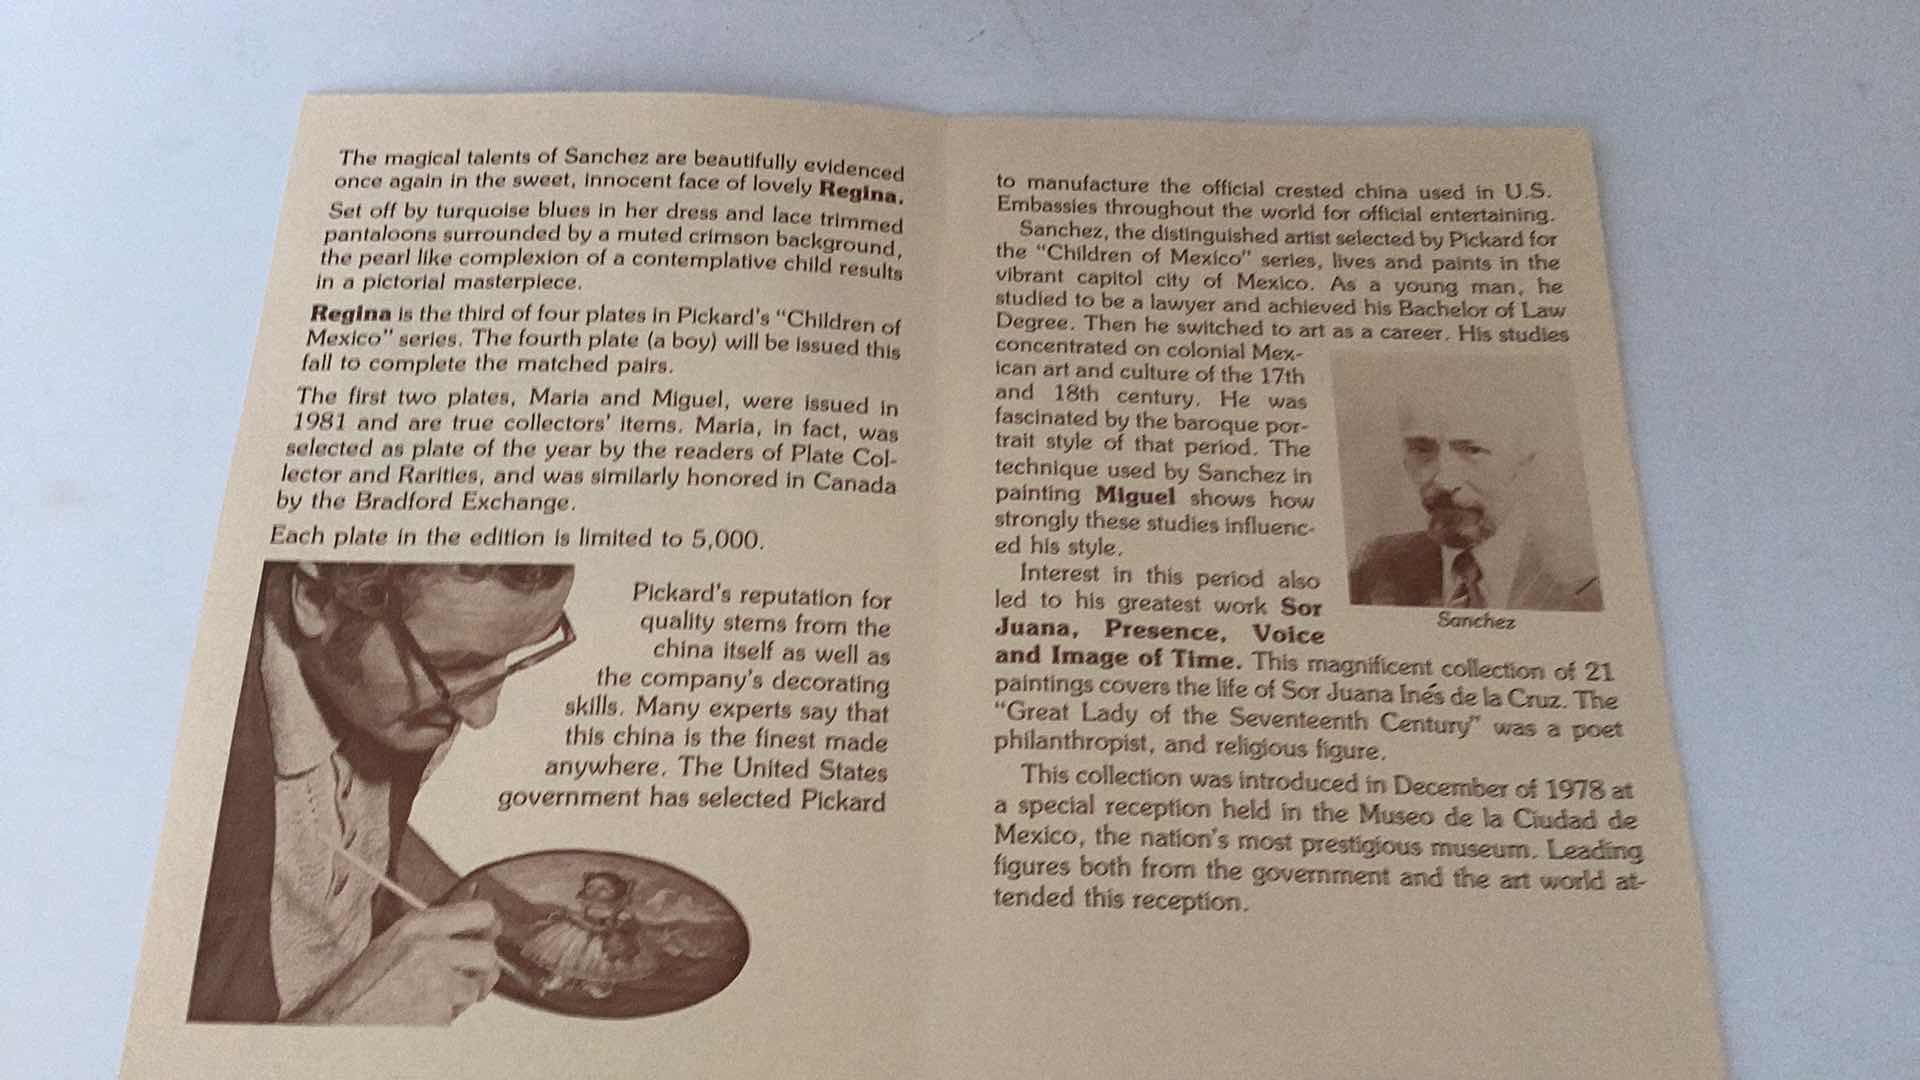 The magical talents of Sanchez are beautifully evidenced
once again in the sweet, innocent face of lovely Regina.
Set off by turquoise blues in her dress and lace trimmed
pantaloons surrounded by a muted crimson background,
the pearl like complexion of a contemplative child results
in a pictorial masterpiece.
Regina is the third of four plates in Pickard's "Children of
Mexico" series. The fourth plate (a boy) will be issued this
fall to complete the matched pairs.
The first two plates, Maria and Miguel, were issued in
1981 and are true collectors' items. Maria, in fact, was
selected as plate of the year by the readers of Plate Col-
lector and Rarities, and was similarly honored in Canada
by the Bradford Exchange.
Each plate in the edition is limited to 5,000.
Pickard's reputation for
quality stems from the
china itself as well as
the company's decorating
skills. Many experts say that
this china is the finest made
anywhere. The United States
government has selected Pickard
to manufacture the official crested china used in U.S.
Embassies throughout the world for official entertaining.
Sanchez, the distinguished artist selected by Pickard for
the "Children of Mexico" series, lives and paints in the
vibrant capitol city of Mexico. As a young man, he
studied to be a lawyer and achieved his Bachelor of Law
Degree. Then he switched to art as a career. His studies
concentrated on colonial Mex-
ican art and culture of the 17th
and 18th century. He was
fascinated by the baroque por-
trait style of that period. The
technique used by Sanchez in
painting Miguel shows how
strongly these studies influenc-
ed his style.
Interest in this period also
led to his greatest work Sor
Juana, Presence, Voice
and Image of Time. This magnificent collection of 21
paintings covers the life of Sor Juana Inés de la Cruz. The
"Great Lady of the Seventeenth Century" was a poet
philanthropist, and religious figure.
This collection was introduced in December of 1978 at
a special reception held in the Museo de la Ciudad de
Mexico, the nation's most prestigious museum. Leading
figures both from the government and the art world at-
tended this reception.
Sanchez